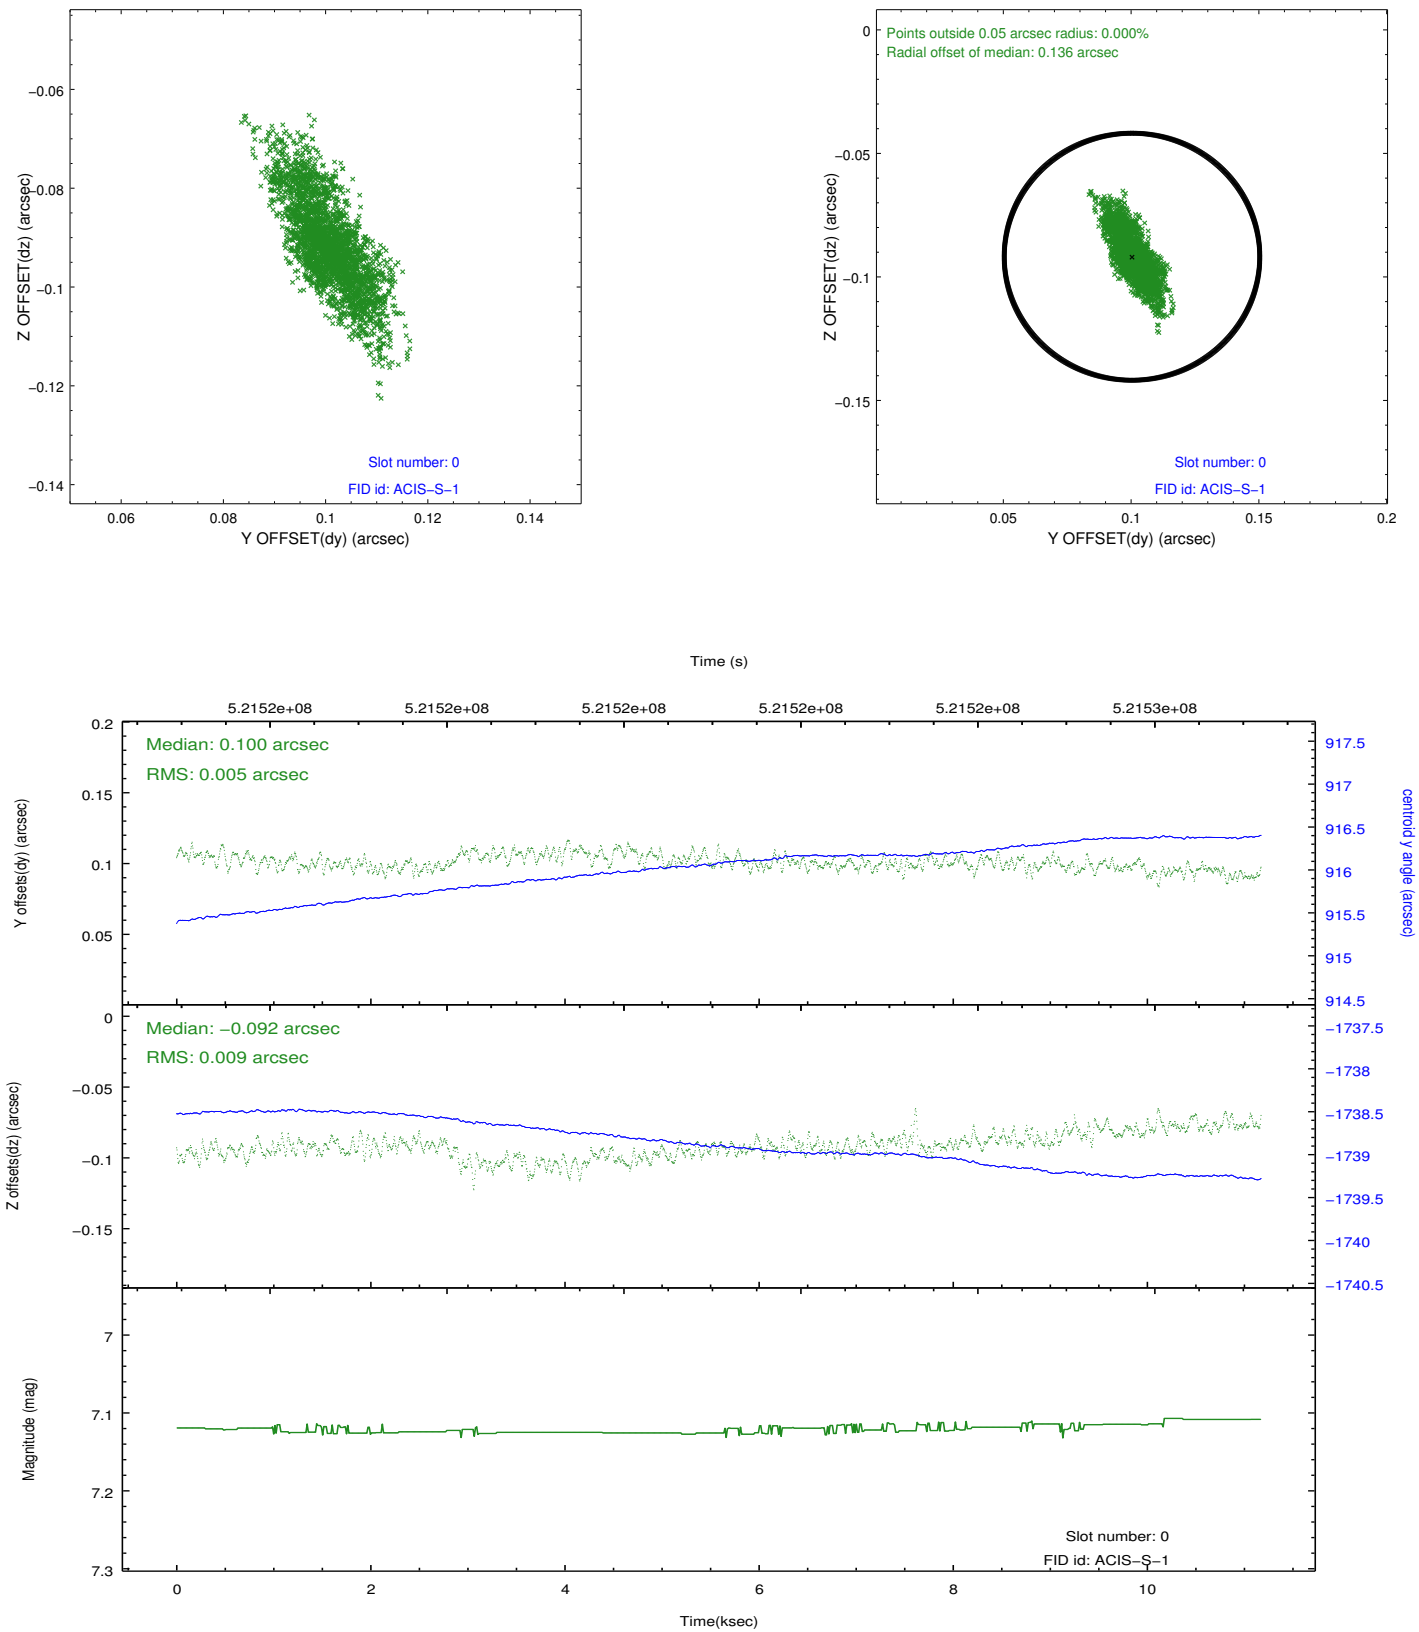 −0.06
−0.08
−0.1
−0.12
−0.14
Z OFFSET(dz) (arcsec)
Slot number: 0
FID id: ACIS−S−1
0.06 0.08 0.1 0.12 0.14
Y OFFSET(dy) (arcsec)
Points outside 0.05 arcsec radius: 0.000%
Radial offset of median: 0.136 arcsec
0
−0.05
−0.1
−0.15
Z OFFSET(dz) (arcsec)
Slot number: 0
FID id: ACIS−S−1
0.05 0.1 0.15 0.2
Y OFFSET(dy) (arcsec)
Time (s)
5.2152e+08 5.2152e+08 5.2152e+08 5.2152e+08 5.2152e+08 5.2153e+08
Median: 0.100 arcsec
RMS: 0.005 arcsec
0.2
0.15
0.1
0.05
Y offsets(dy) (arcsec)
917.5
917
916.5
916
915.5
915
914.5
centroid y angle (arcsec)
Median: −0.092 arcsec
RMS: 0.009 arcsec
0
−0.05
−0.1
−0.15
Z offsets(dz) (arcsec)
−1737.5
−1738
−1738.5
−1739
−1739.5
−1740
−1740.5
7
7.1
7.2
7.3
Magnitude (mag)
Slot number: 0
FID id: ACIS−S−1
0 2 4 6 8 10
Time(ksec)